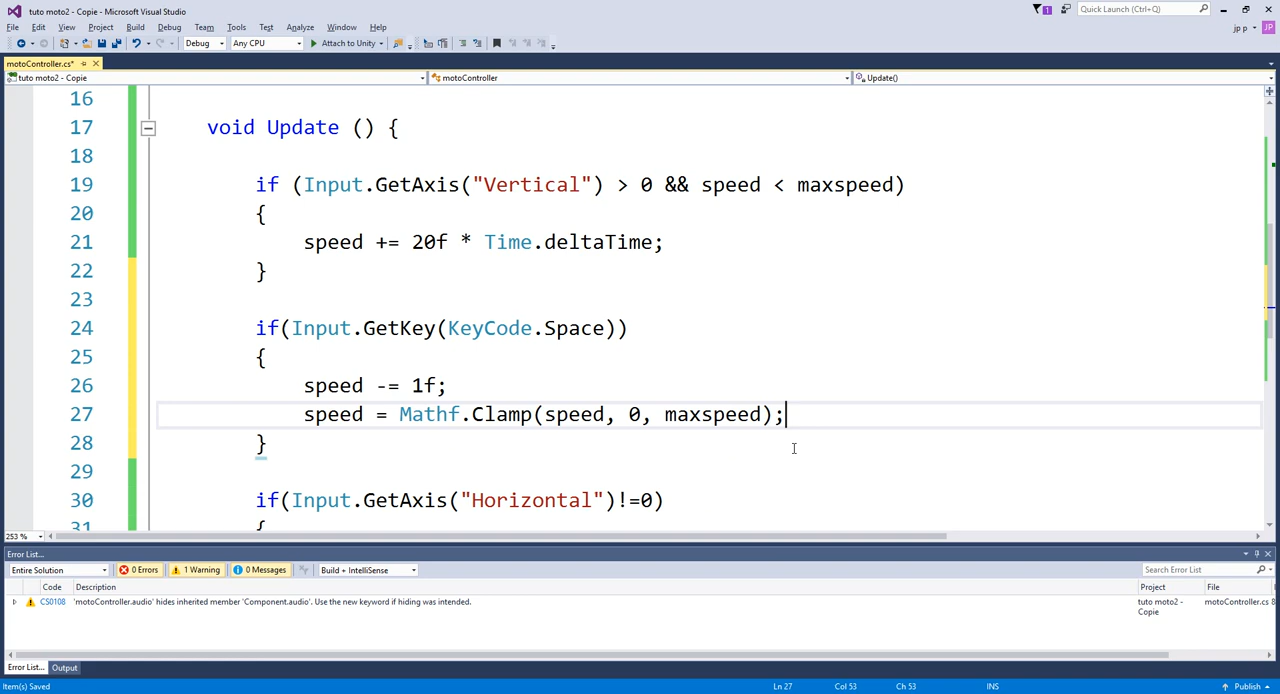 tuto moto2 - Copie - Microsoft Visual Studio
1
Quick Launch (Ctrl+Q)
File Edit View Project Build Debug Team Tools Test Analyze Window Help
jp p
JP
Debug Any CPU Attach to Unity
motoController.cs*
tuto moto2 - Copie motoController Update()
16
17 void Update () {
18
19 if (Input.GetAxis("Vertical") > 0 && speed < maxspeed)
20 {
21 speed += 20f * Time.deltaTime;
22 }
23
24 if(Input.GetKey(KeyCode.Space))
25 {
26 speed -= 1f;
27 speed = Mathf.Clamp(speed, 0, maxspeed);
28 }
29
30 if(Input.GetAxis("Horizontal")!=0)
31 {
253 %
Error List...
Entire Solution 0 Errors 1 Warning 0 Messages Build + IntelliSense Search Error List
Code Description Project File
CS0108 'motoController.audio' hides inherited member 'Component.audio'. Use the new keyword if hiding was intended. tuto moto2 - Copie motoController.cs 8
Error List... Output
Item(s) Saved Ln 27 Col 53 Ch 53 INS Publish